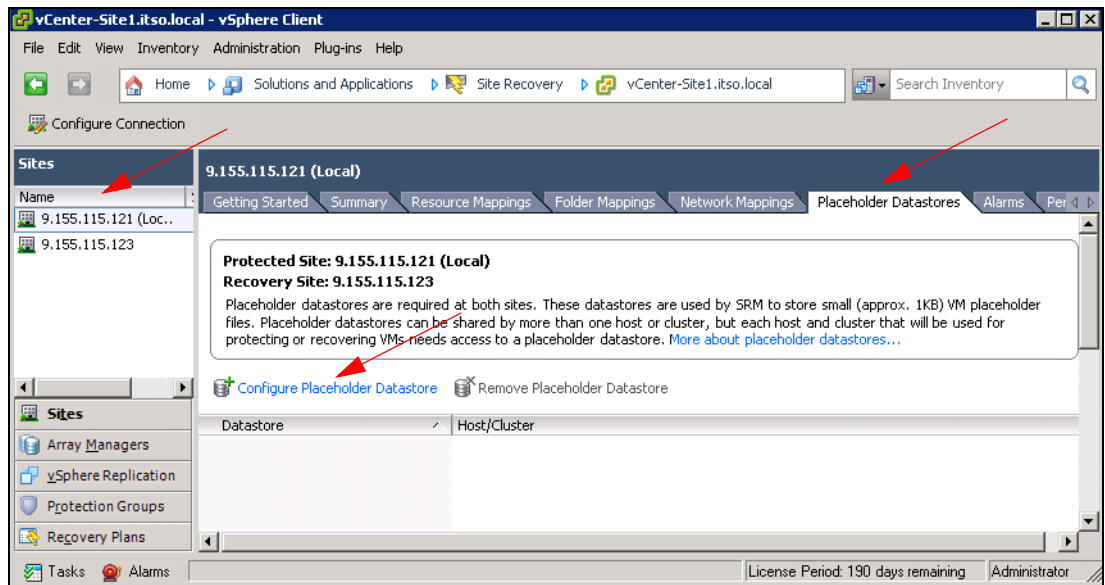 vCenter-Site1.itso.local - vSphere Client
File Edit View Inventory Administration Plug-ins Help
Home Solutions and Applications Site Recovery vCenter-Site1.itso.local Search Inventory
Configure Connection
Sites
Name
9.155.115.121 (Loc..
9.155.115.123
Sites
Array Managers
vSphere Replication
Protection Groups
Recovery Plans
9.155.115.121 (Local)
Getting Started Summary Resource Mappings Folder Mappings Network Mappings Placeholder Datastores Alarms Per
Protected Site: 9.155.115.121 (Local)
Recovery Site: 9.155.115.123
Placeholder datastores are required at both sites. These datastores are used by SRM to store small (approx. 1KB) VM placeholder
files. Placeholder datastores can be shared by more than one host or cluster, but each host and cluster that will be used for
protecting or recovering VMs needs access to a placeholder datastore. More about placeholder datastores...
Configure Placeholder Datastore Remove Placeholder Datastore
Datastore Host/Cluster
Tasks Alarms License Period: 190 days remaining Administrator